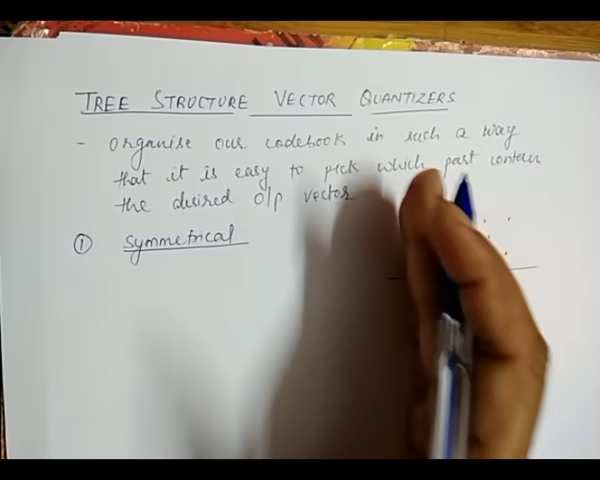 TREE STRUCTURE VECTOR QUANTIZERS
- Organise our codebook in such a way
that it is easy to pick which part contain
the desired o/p vector
① Symmetrical